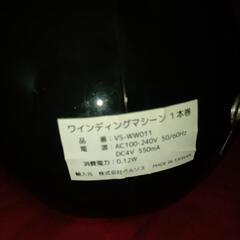 ワインディングマシーン 1本巻
品 番：VS-WW011
電 源：AC100-240V 50/60Hz
DC4V 550mA
消費電力：0.12W
輸入元 株式会社ベルソス
MADE IN TAIWAN